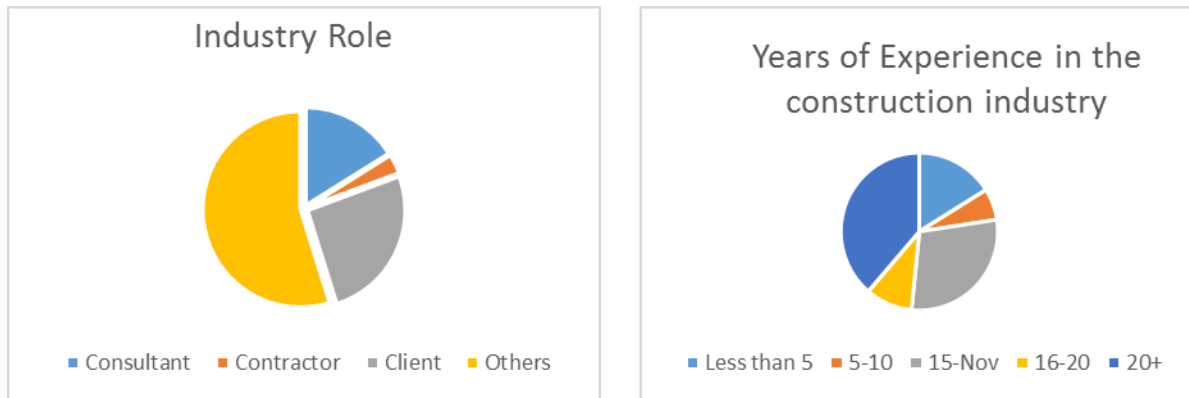 Industry Role
Consultant Contractor Client Others
Years of Experience in the
construction industry
Less than 5 5-10 15-Nov 16-20 20+